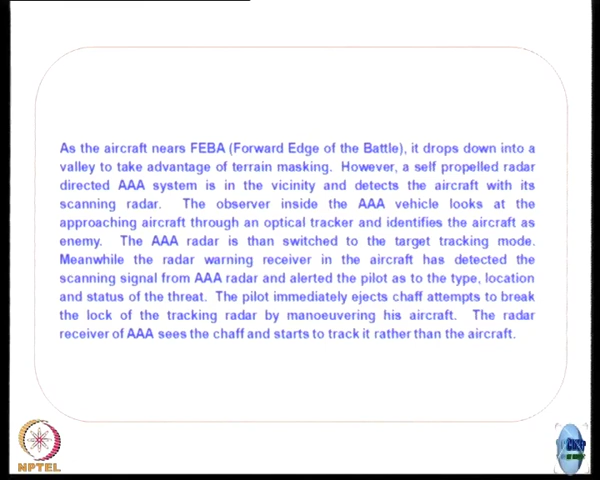 As the aircraft nears FEBA (Forward Edge of the Battle), it drops down into a
valley to take advantage of terrain masking. However, a self propelled radar
directed AAA system is in the vicinity and detects the aircraft with its
scanning radar. The observer inside the AAA vehicle looks at the
approaching aircraft through an optical tracker and identifies the aircraft as
enemy. The AAA radar is than switched to the target tracking mode.
Meanwhile the radar warning receiver in the aircraft has detected the
scanning signal from AAA radar and alerted the pilot as to the type, location
and status of the threat. The pilot immediately ejects chaff attempts to break
the lock of the tracking radar by manoeuvering his aircraft. The radar
receiver of AAA sees the chaff and starts to track it rather than the aircraft.
NPTEL